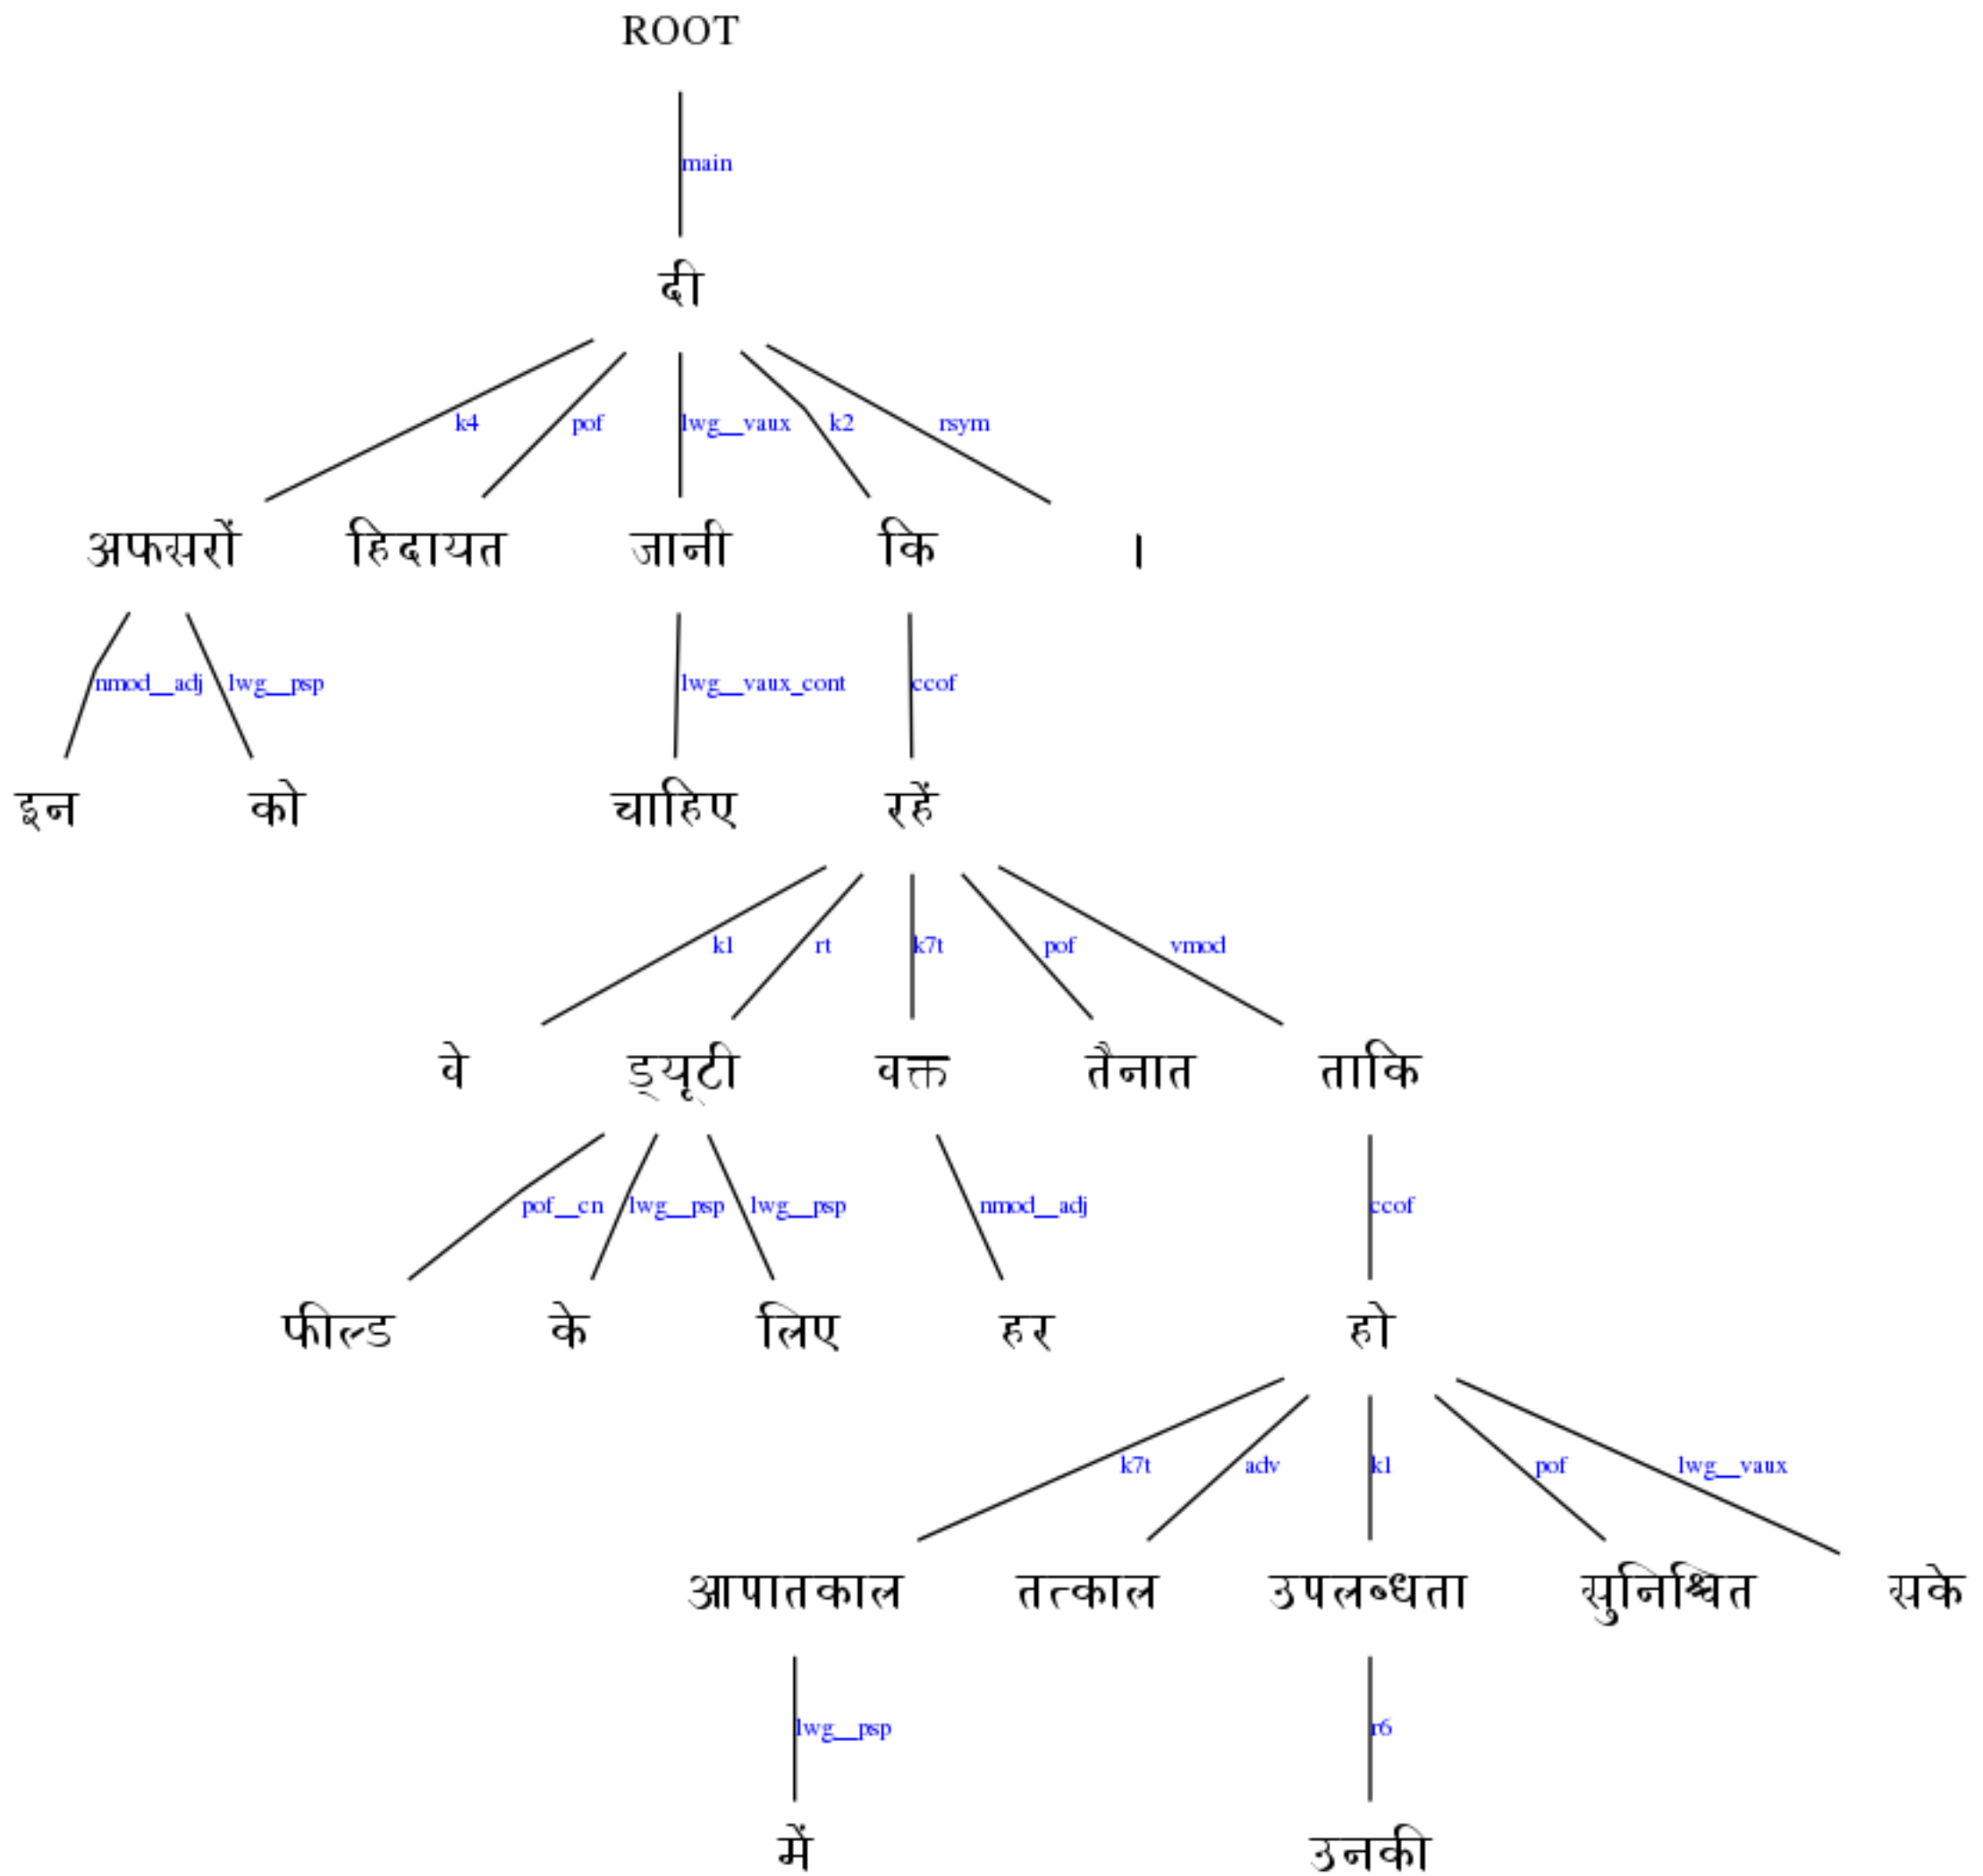 ROOT
main
दी
k4 pof lwg__vaux k2 rsym
अफसरों हिदायत जानी कि ।
nmod__adj lwg__psp lwg__vaux_cont ccof
इन को चाहिए रहें
k1 rt k7t pof vmod
वे ड्यूटी वक्त तैनात ताकि
pof__cn lwg__psp lwg__psp nmod__adj ccof
फील्ड के लिए हर हो
k7t adv k1 pof lwg__vaux
आपातकाल तत्काल उपलब्धता सुनिश्चित सके
lwg__psp r6
में उनकी